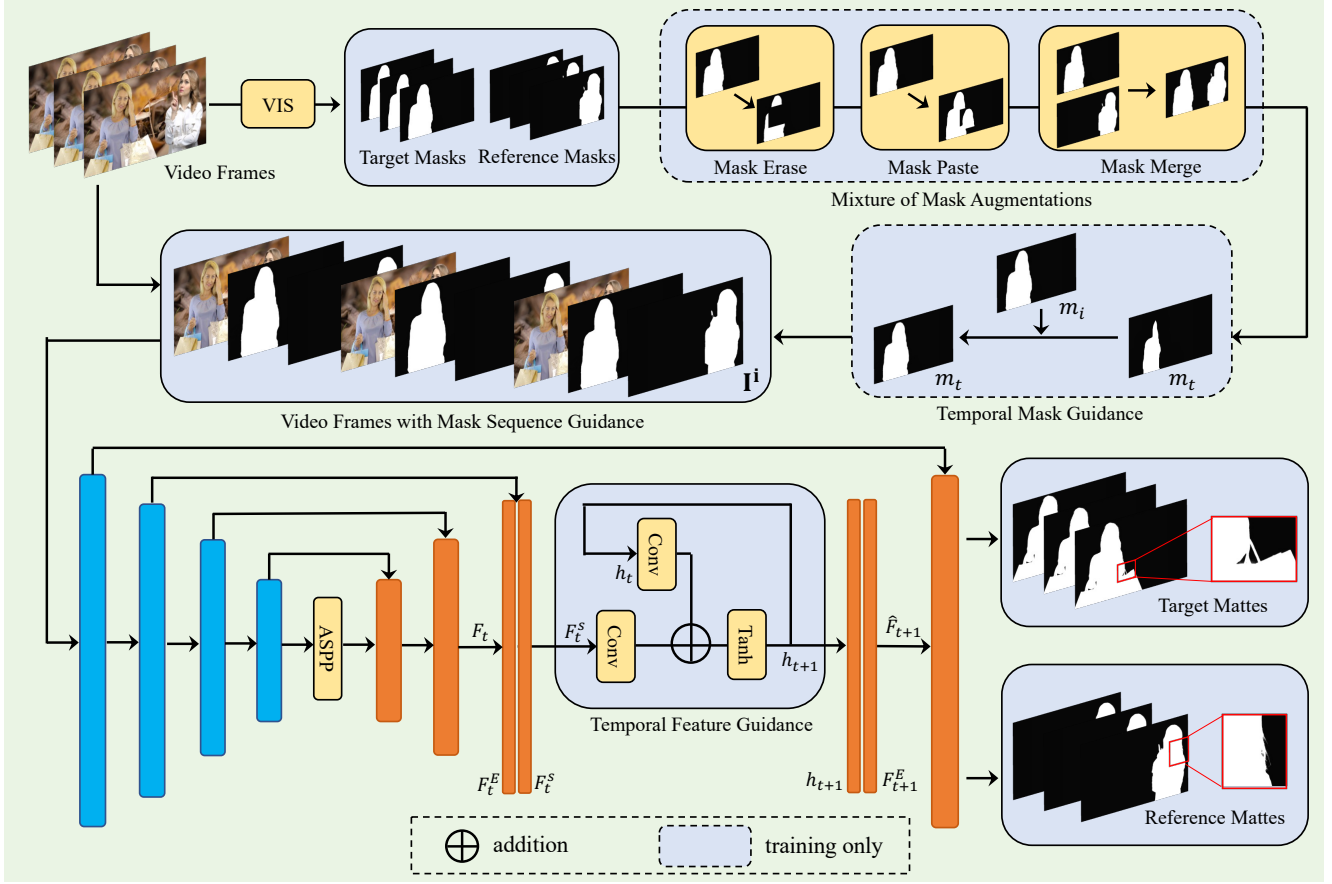 VIS
Video Frames
Target Masks
Reference Masks
Mask Erase
Mask Paste
Mask Merge
Mixture of Mask Augmentations
I^i
Video Frames with Mask Sequence Guidance
m_i
m_t
m_t
Temporal Mask Guidance
ASPP
F_t
F_t^E
F_t^s
F_t^s
h_t
Conv
Conv
Tanh
h_{t+1}
Temporal Feature Guidance
h_{t+1}
F_{t+1}^E
F̂_{t+1}
Target Mattes
Reference Mattes
addition
training only